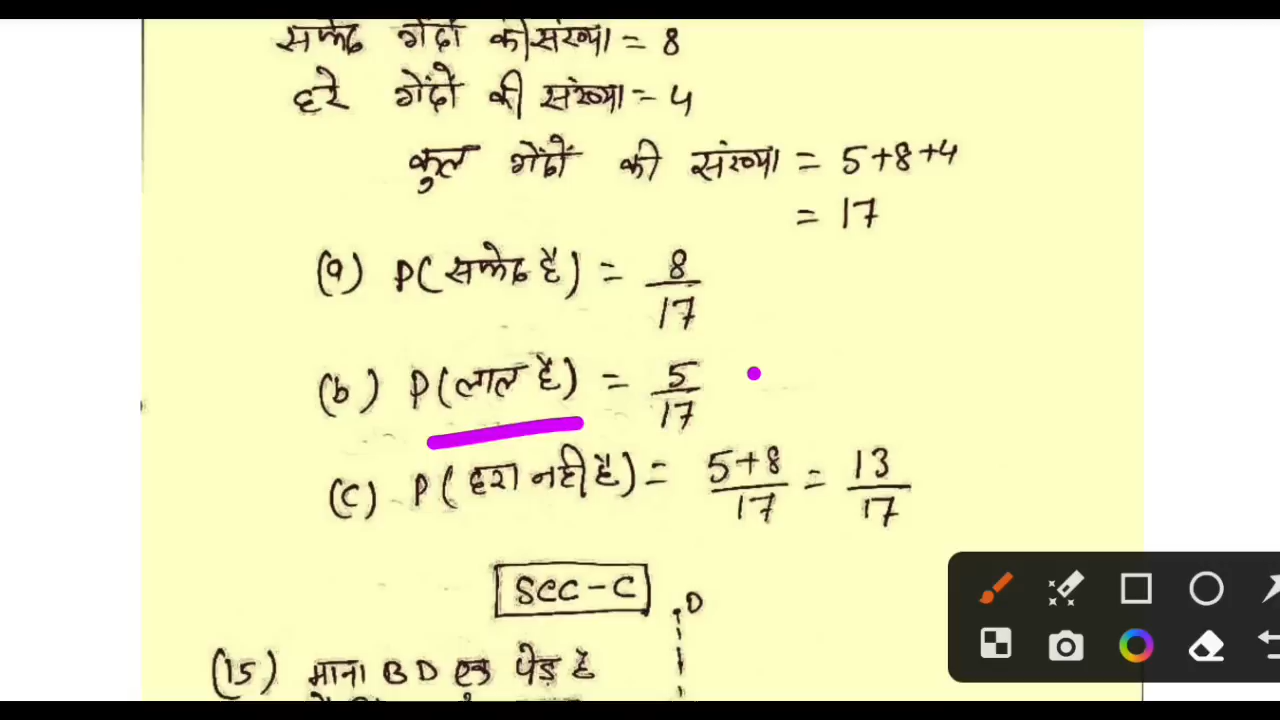 सफेद गेंदों की संख्या = 8
हरे गेंदों की संख्या = 4
कुल गेंदों की संख्या = 5+8+4
= 17
(a) P(सफेद है) = 8/17
(b) P(लाल है) = 5/17
(c) P(हरा नही है) = 5+8/17 = 13/17
SEC-C
D
(15) माना BD एक पेड़ है